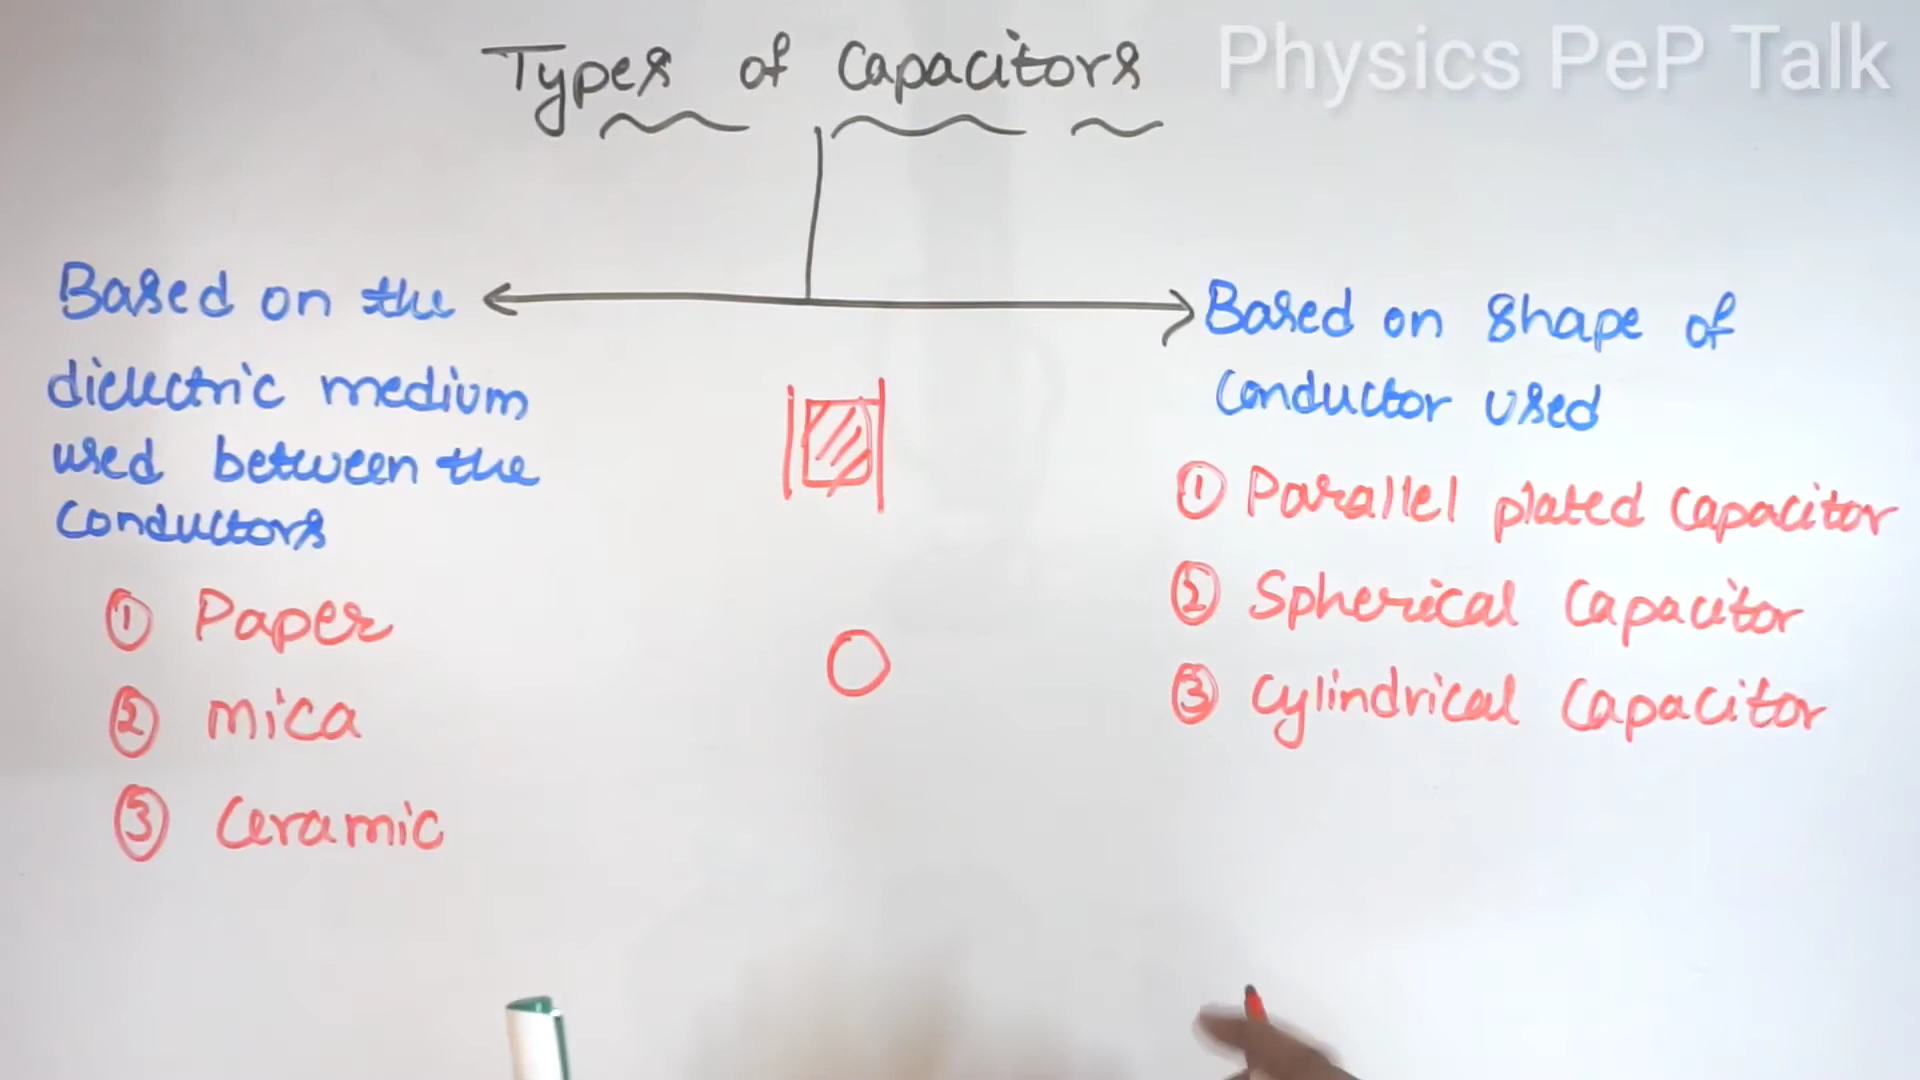 Types of Capacitors
Physics PeP Talk
Based on the
dielectric medium
used between the
Conductors
① Paper
② mica
③ Ceramic
Based on shape of
Conductor used
① Parallel plated Capacitor
② Spherical Capacitor
③ Cylindrical Capacitor